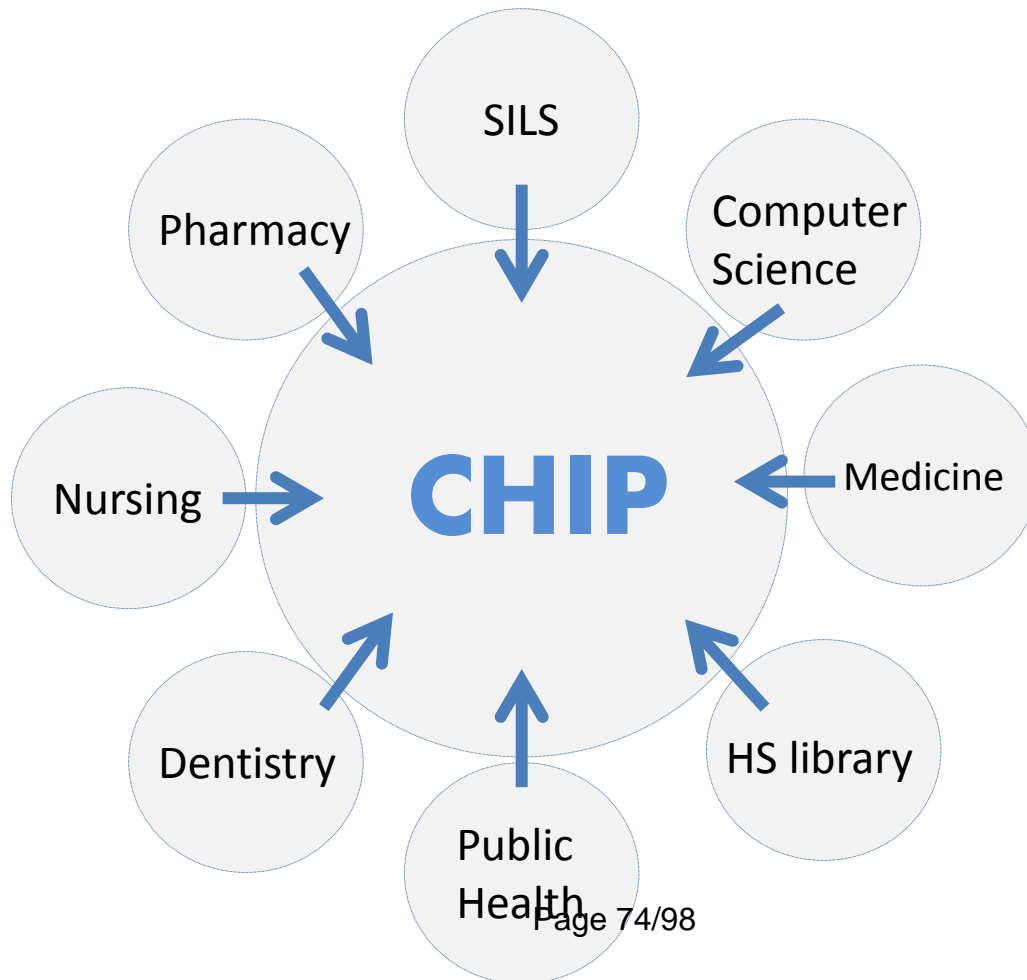 SILS
Computer
Science
Pharmacy
CHIP
Medicine
Nursing
Dentistry
HS library
Public
Health
Page 74/98